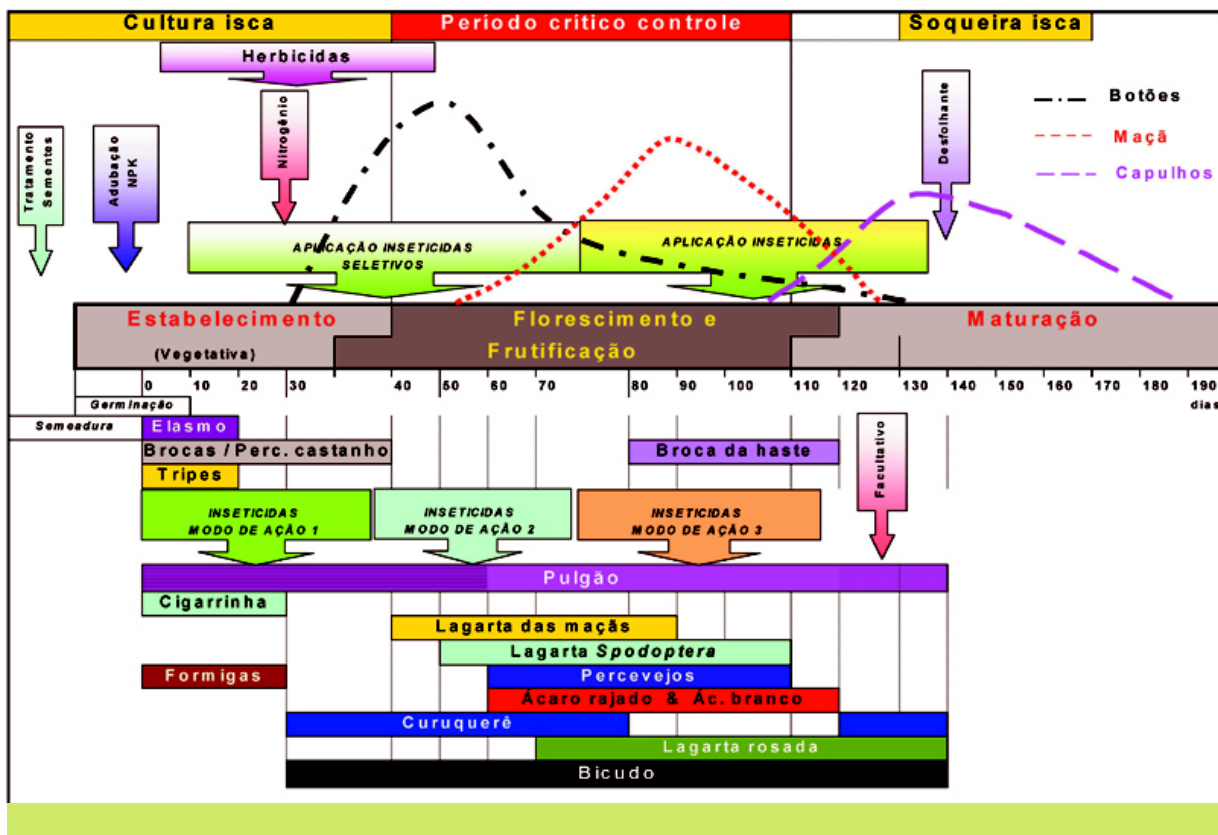 Cultura isca
Período crítico controle
Soqueira isca
Herbicidas
Tratamento
Sementes
Adubação
NPK
Nitrogênio
Desfolhante
Botões
Maçã
Capulhos
APLICAÇÃO INSETICIDAS
SELETIVOS
APLICAÇÃO INSETICIDAS
Estabelecimento
(Vegetativa)
Florescimento e
Frutificação
Maturação
0 10 20 30 40 50 60 70 80 90 100 110 120 130 140 150 160 170 180 190
dias
Germinação
Semeadura
Elasmo
Brocas / Perc. castanho
Broca da haste
Tripes
Facultativo
INSETICIDAS
MODO DE AÇÃO 1
INSETICIDAS
MODO DE AÇÃO 2
INSETICIDAS
MODO DE AÇÃO 3
Pulgão
Cigarrinha
Lagarta das maçãs
Lagarta Spodoptera
Formigas
Percevejos
Ácaro rajado & Ác. branco
Curuquerê
Lagarta rosada
Bicudo